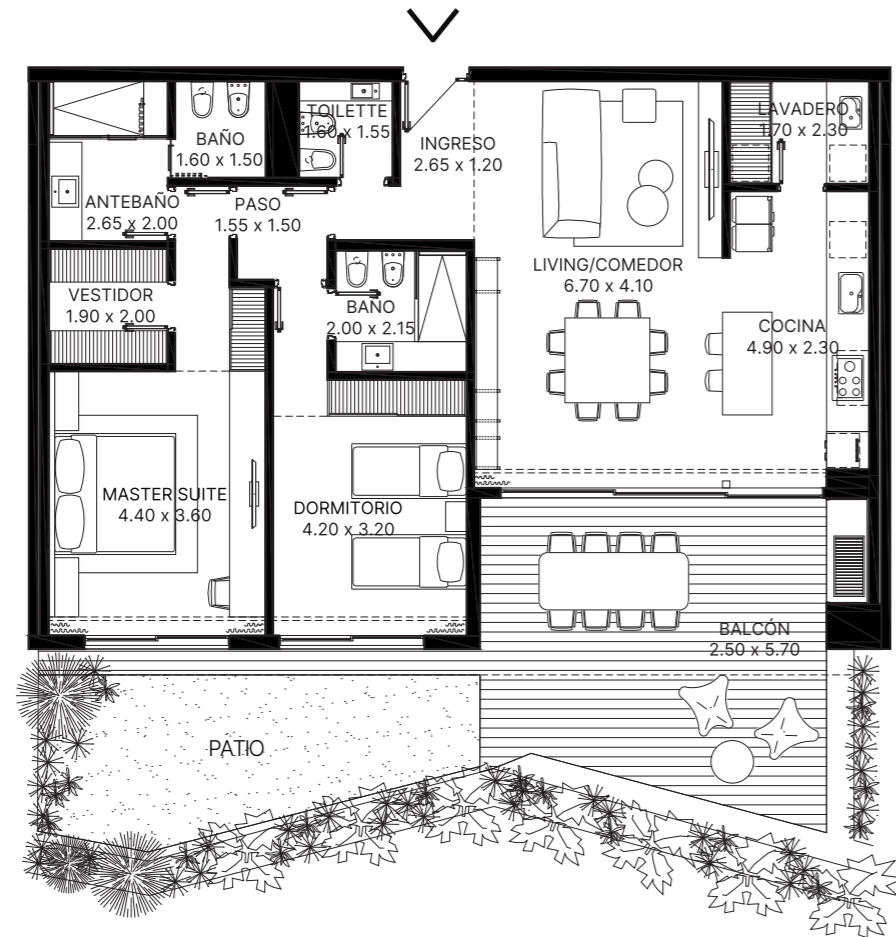 TOILETTE
1.60 x 1.55
LAVADERO
1.70 x 2.30
BAÑO
1.60 x 1.50
INGRESO
2.65 x 1.20
ANTEBAÑO
2.65 x 2.00
PASO
1.55 x 1.50
LIVING/COMEDOR
6.70 x 4.10
VESTIDOR
1.90 x 2.00
BAÑO
2.00 x 2.15
COCINA
4.90 x 2.30
MASTER SUITE
4.40 x 3.60
DORMITORIO
4.20 x 3.20
BALCÓN
2.50 x 5.70
PATIO